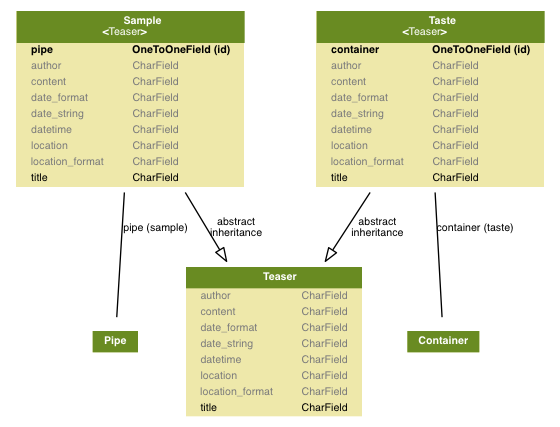 Sample
<Teaser>
pipe OneToOneField (id)
author CharField
content CharField
date_format CharField
date_string CharField
datetime CharField
location CharField
location_format CharField
title CharField
Taste
<Teaser>
container OneToOneField (id)
author CharField
content CharField
date_format CharField
date_string CharField
datetime CharField
location CharField
location_format CharField
title CharField
pipe (sample)
abstract
inheritance
abstract
inheritance
container (taste)
Teaser
author CharField
content CharField
date_format CharField
date_string CharField
datetime CharField
location CharField
location_format CharField
title CharField
Pipe
Container